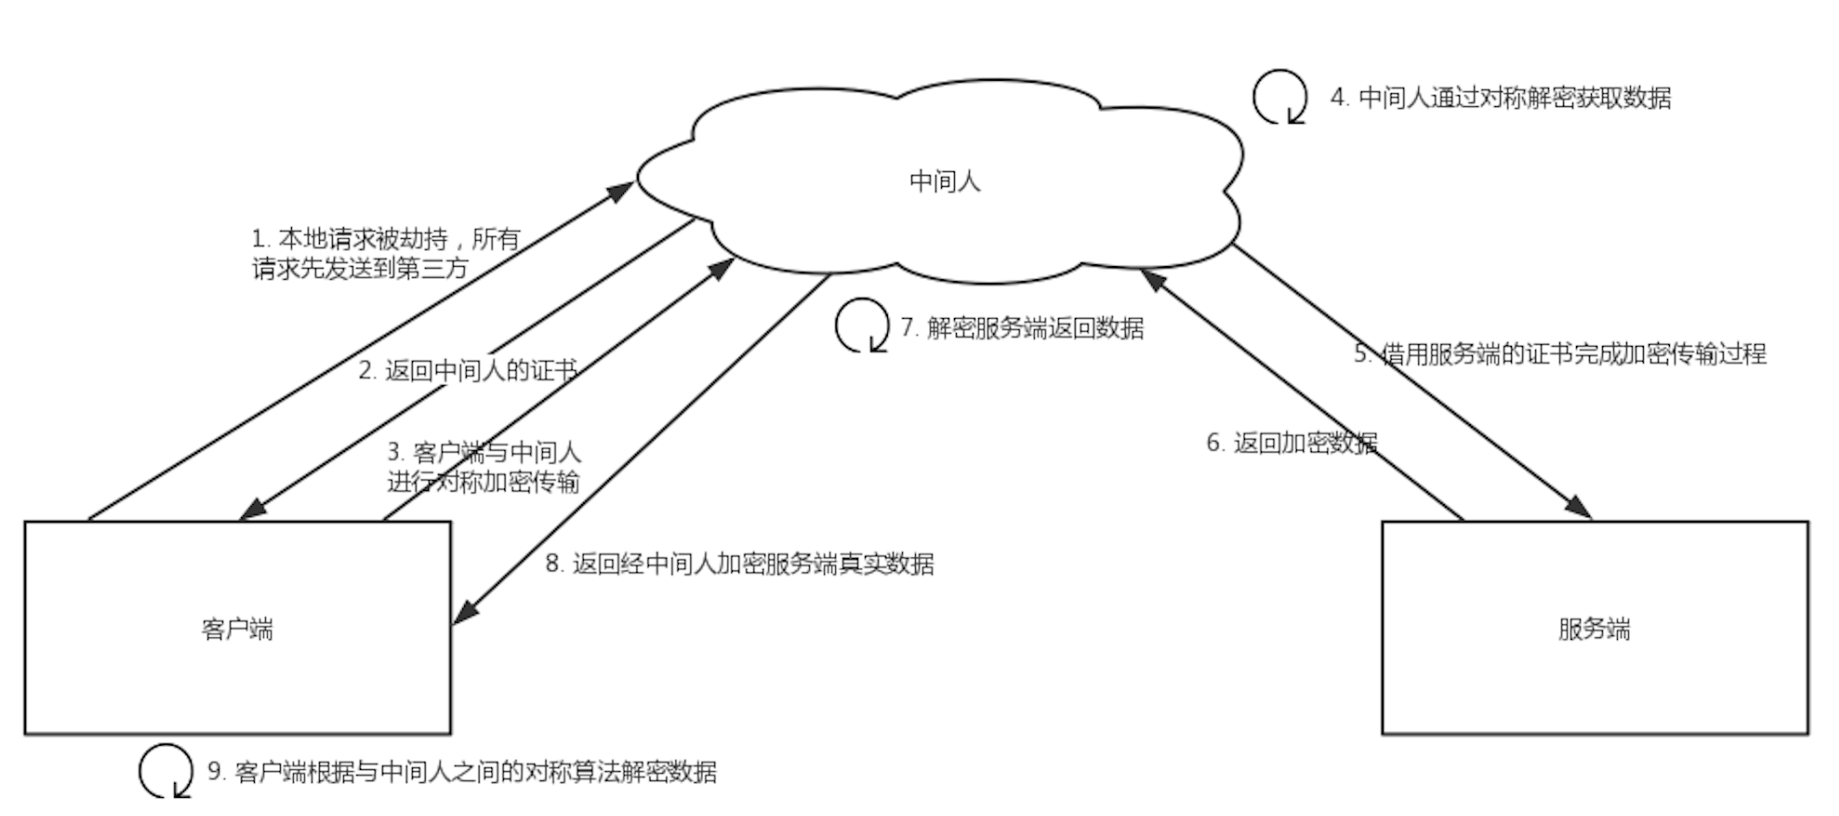 4. 中间人通过对称解密获取数据
中间人
1. 本地请求被劫持，所有
请求先发送到第三方
7. 解密服务端返回数据
5. 借用服务端的证书完成加密传输过程
2. 返回中间人的证书
6. 返回加密数据
3. 客户端与中间人
进行对称加密传输
8. 返回经中间人加密服务端真实数据
客户端
服务端
9. 客户端根据与中间人之间的对称算法解密数据